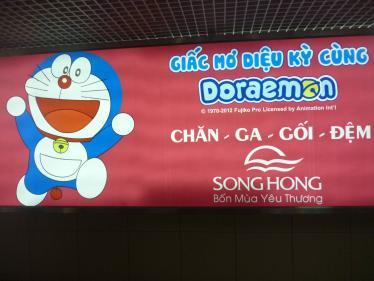 GIẤC MƠ DIỆU KỲ CÙNG
Doraemon
© 1970-2012 Fujiko Pro Licensed by Animation Int'l
CHĂN - GA - GỐI - ĐỆM
SONG HONG
Bốn Mùa Yêu Thương